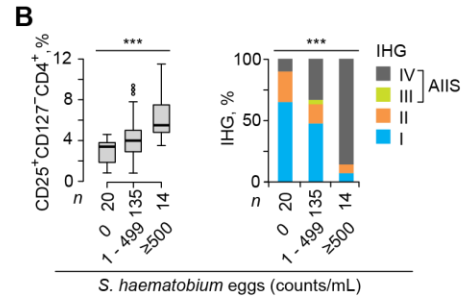 B
***
***
CD25⁺CD127⁻CD4⁺, %
12
8
4
0
n
20
135
14
0
1 - 499
≥500
IHG, %
100
50
0
n
20
135
14
0
1 - 499
≥500
IHG
IV
III
AIIS
II
I
S. haematobium eggs (counts/mL)